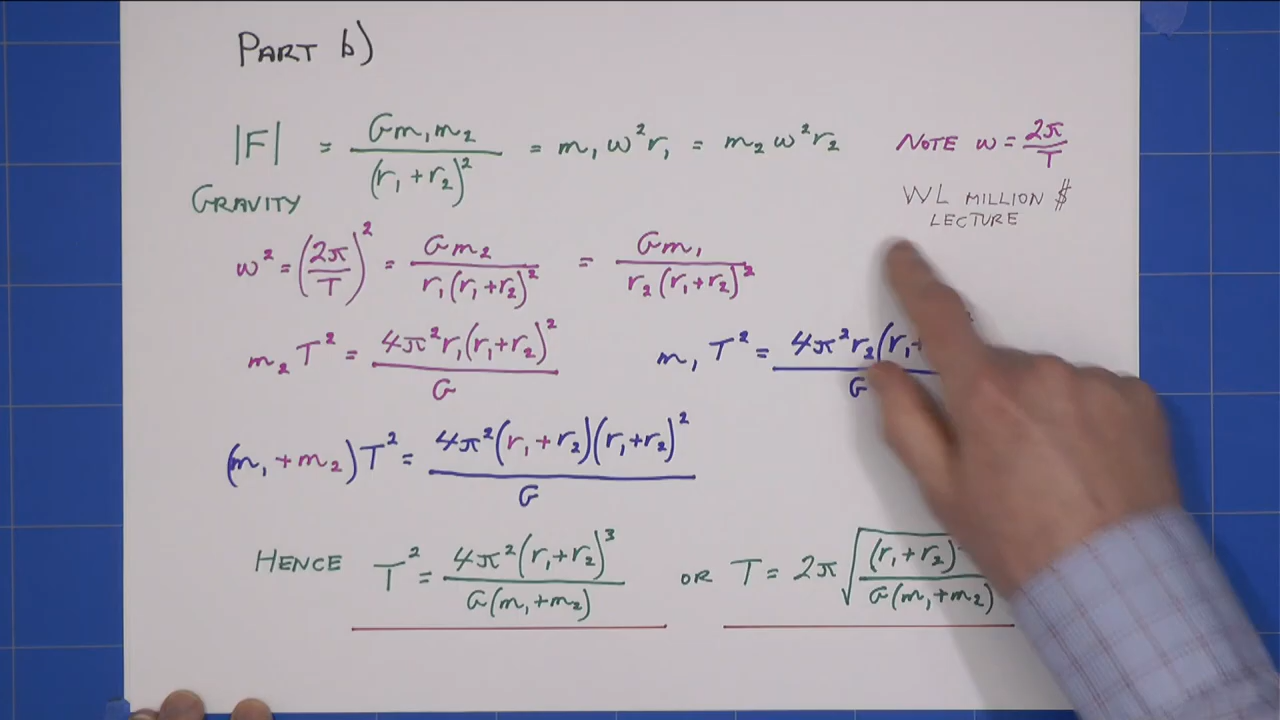 PART b)
|F| = Gm₁m₂/(r₁+r₂)² = m₁ω²r₁ = m₂ω²r₂ NOTE ω = 2π/T
GRAVITY WL MILLION $
LECTURE
ω² = (2π/T)² = Gm₂/r₁(r₁+r₂)² = Gm₁/r₂(r₁+r₂)²
m₂T² = 4π²r₁(r₁+r₂)²/G m₁T² = 4π²r₂(r₁+ /G
(m₁+m₂)T² = 4π²(r₁+r₂)(r₁+r₂)²/G
HENCE T² = 4π²(r₁+r₂)³/G(m₁+m₂) OR T = 2π√(r₁+r₂)/G(m₁+m₂)